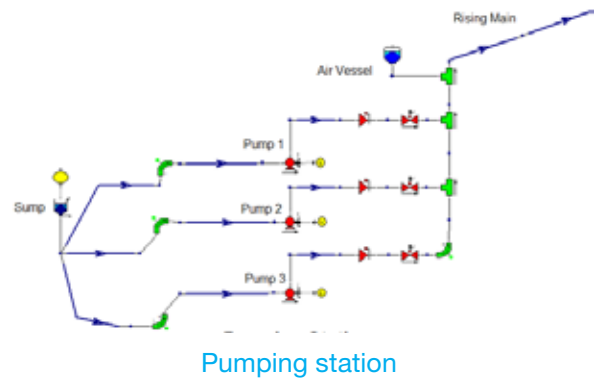 Rising Main
Air Vessel
Pump 1
Sump
Pump 2
Pump 3
Pumping station